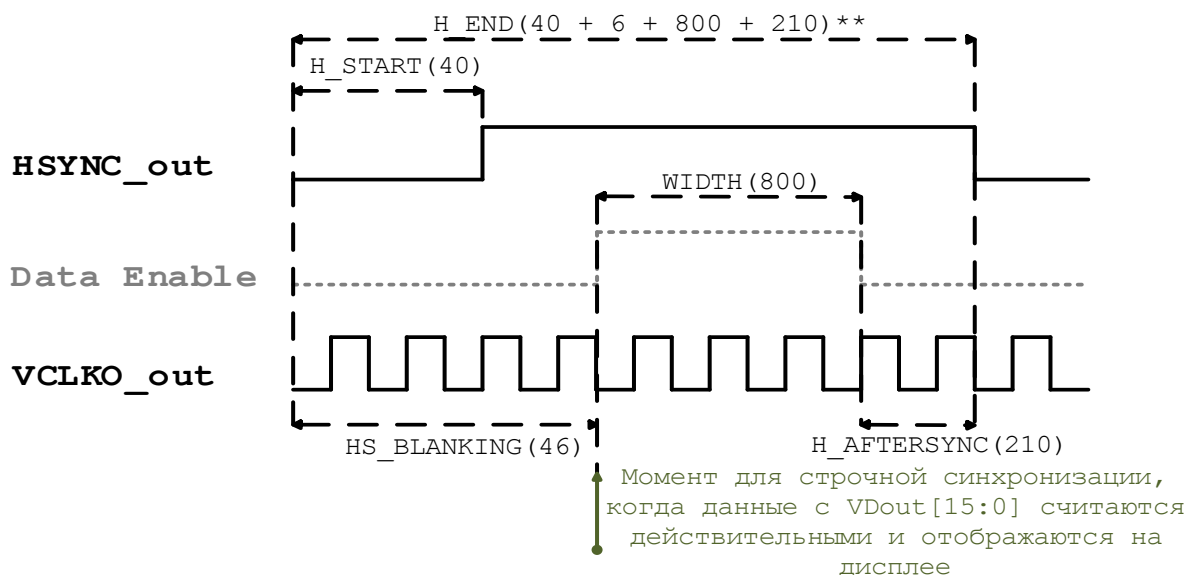 H_END(40 + 6 + 800 + 210)**
H_START(40)
HSYNC_out
WIDTH(800)
Data Enable
VCLKO_out
HS_BLANKING(46)
H_AFTERSYNC(210)
Момент для строчной синхронизации,
когда данные с VDout[15:0] считаются
действительными и отображаются на
дисплее